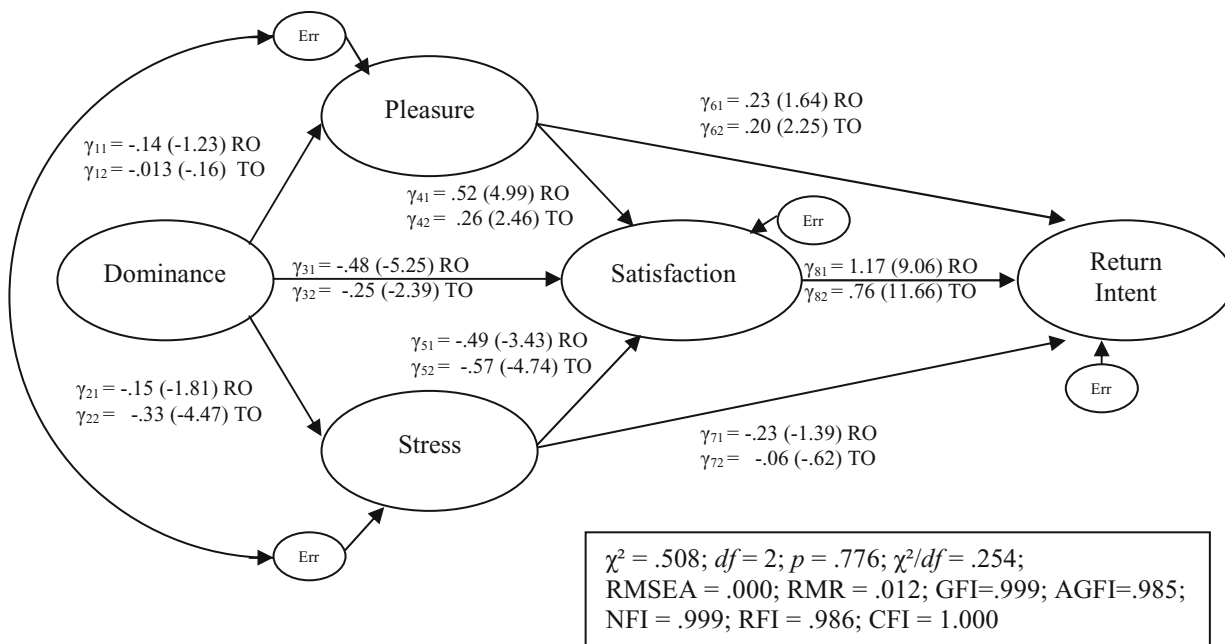 Err
Pleasure
γ61 = .23 (1.64) RO
γ62 = .20 (2.25) TO
γ11 = -.14 (-1.23) RO
γ12 = -.013 (-.16) TO
γ41 = .52 (4.99) RO
γ42 = .26 (2.46) TO
Err
Dominance
γ31 = -.48 (-5.25) RO
γ32 = -.25 (-2.39) TO
Satisfaction
γ81 = 1.17 (9.06) RO
γ82 = .76 (11.66) TO
Return
Intent
γ51 = -.49 (-3.43) RO
γ52 = -.57 (-4.74) TO
γ21 = -.15 (-1.81) RO
γ22 = -.33 (-4.47) TO
Err
Stress
γ71 = -.23 (-1.39) RO
γ72 = -.06 (-.62) TO
Err
χ² = .508; df = 2; p = .776; χ²/df = .254;
RMSEA = .000; RMR = .012; GFI=.999; AGFI=.985;
NFI = .999; RFI = .986; CFI = 1.000